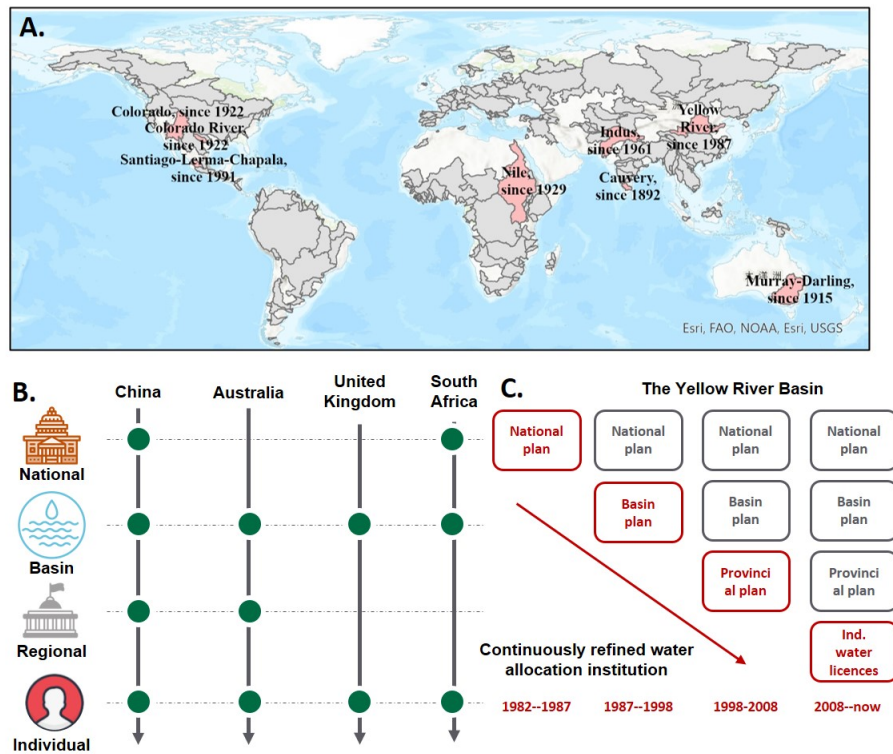 A.
Colorado, since 1922
Colorado River,
since 1922
Santiago-Lerma-Chapala,
since 1991
Nile,
since 1929
Indus,
since 1961
Cauvery,
since 1892
Yellow
River,
since 1987
大洋洲
Murray-Darling,
since 1915
Esri, FAO, NOAA, Esri, USGS
B.
China
Australia
United
Kingdom
South
Africa
National
Basin
Regional
Individual
C.
The Yellow River Basin
National
plan
National
plan
National
plan
National
plan
Basin
plan
Basin
plan
Basin
plan
Provinci
al plan
Provinci
al plan
Ind.
water
licences
Continuously refined water
allocation institution
1982--1987
1987--1998
1998-2008
2008--now